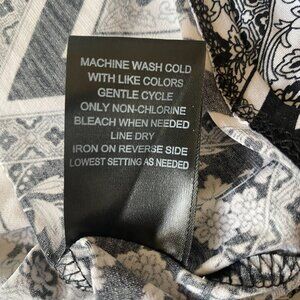 MACHINE WASH COLD
WITH LIKE COLORS
GENTLE CYCLE
ONLY NON-CHLORINE
BLEACH WHEN NEEDED
LINE DRY
IRON ON REVERSE SIDE
LOWEST SETTING AS NEEDED